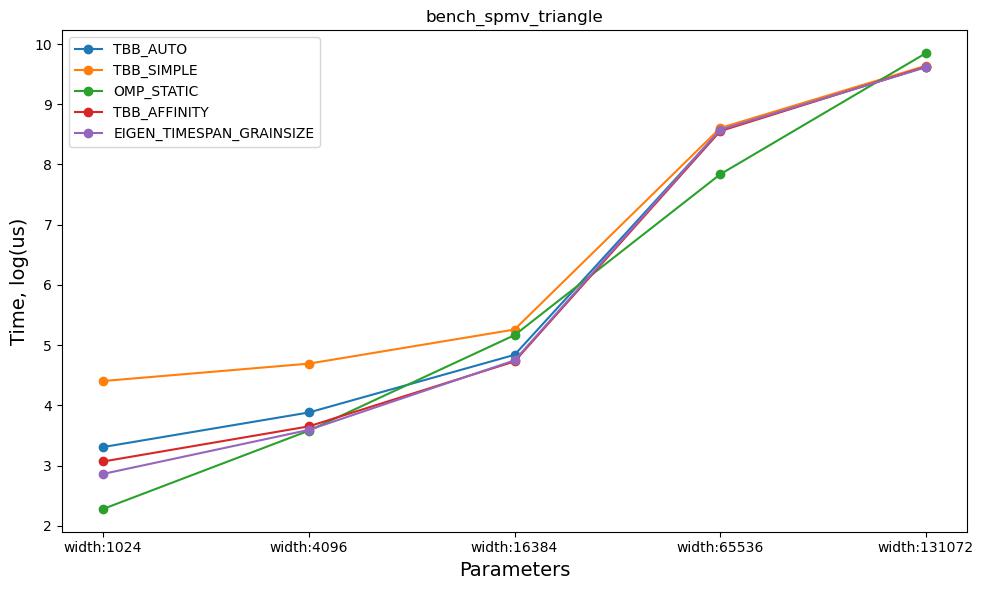 bench_spmv_triangle
TBB_AUTO
TBB_SIMPLE
OMP_STATIC
TBB_AFFINITY
EIGEN_TIMESPAN_GRAINSIZE
Time, log(us)
10
9
8
7
6
5
4
3
2
width:1024 width:4096 width:16384 width:65536 width:131072
Parameters